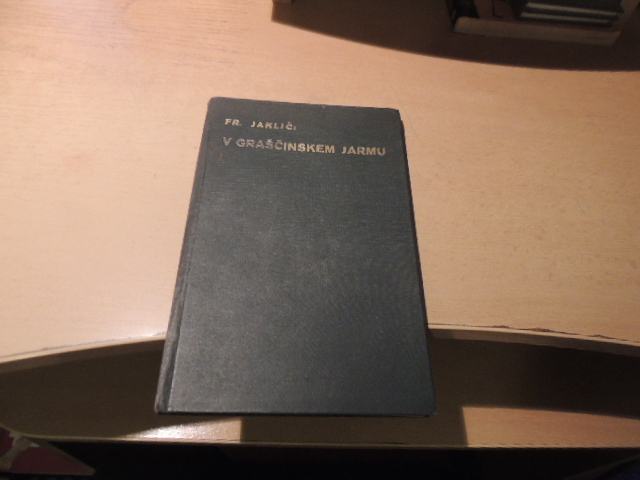 FR. JAKLIČ:
V GRAŠČINSKEM JARMU